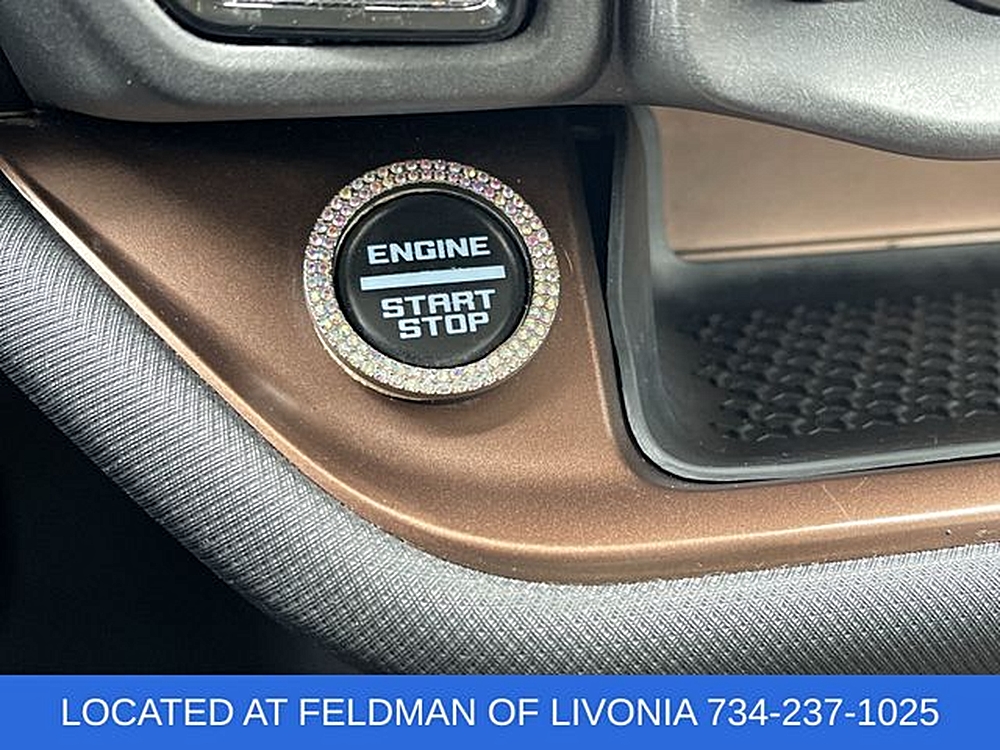 ENGINE
START
STOP
LOCATED AT FELDMAN OF LIVONIA 734-237-1025